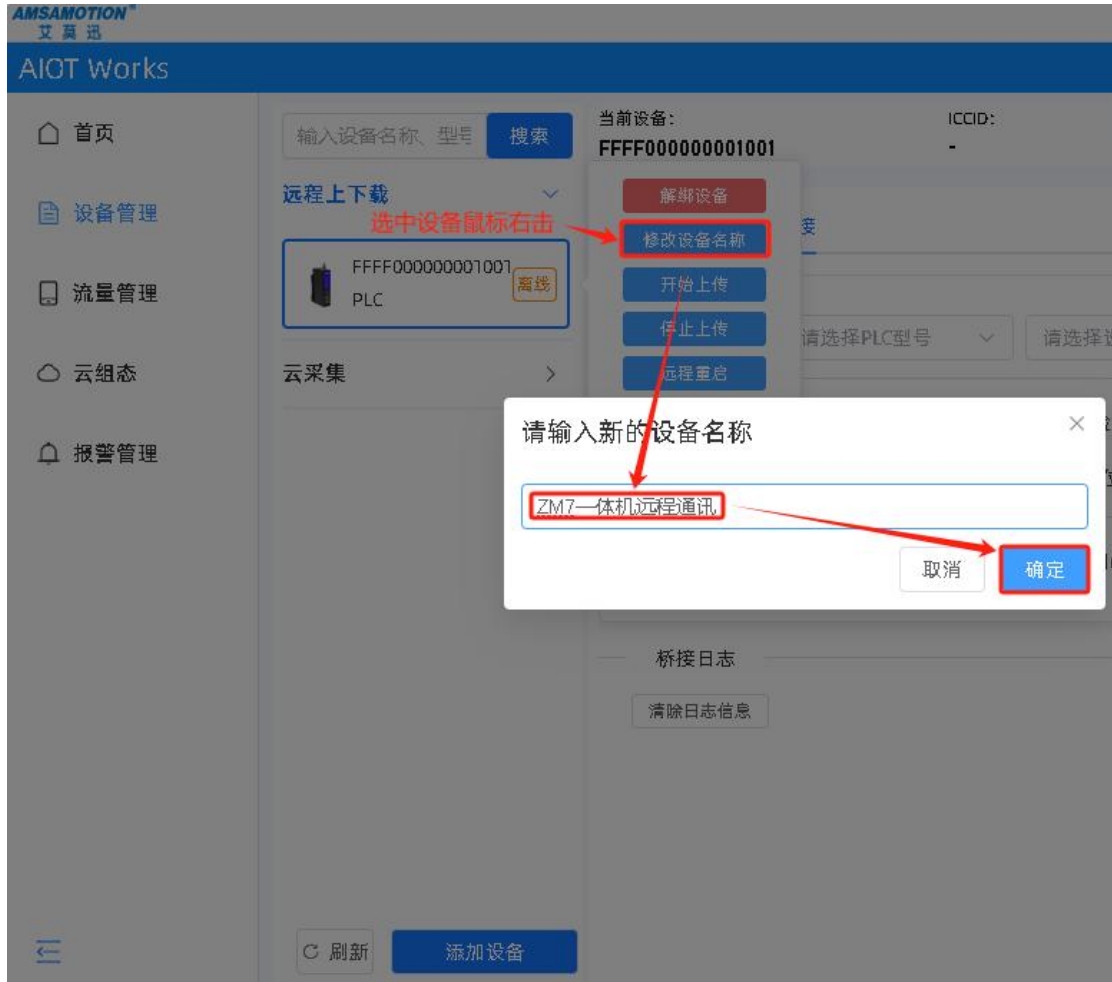 AMSAMOTION
艾莫迅
AIOT Works
首页
设备管理
流量管理
云组态
报警管理
输入设备名称、型号
搜索
远程上下载
选中设备鼠标右击
FFFF000000001001
PLC
离线
云采集
刷新
添加设备
当前设备:
FFFF000000001001
ICCID:
-
解绑设备
修改设备名称
开始上传
停止上传
远程重启
请选择PLC型号
请选择
请输入新的设备名称
ZM7一体机远程通讯
取消
确定
桥接日志
清除日志信息